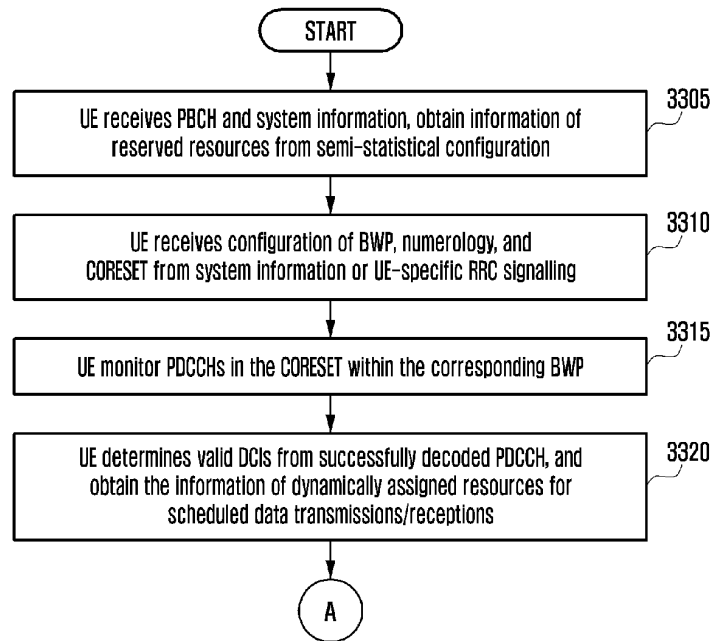 START
3305
UE receives PBCH and system information, obtain information of
reserved resources from semi-statistical configuration
3310
UE receives configuration of BWP, numerology, and
CORESET from system information or UE-specific RRC signalling
3315
UE monitor PDCCHs in the CORESET within the corresponding BWP
3320
UE determines valid DCIs from successfully decoded PDCCH, and
obtain the information of dynamically assigned resources for
scheduled data transmissions/receptions
A